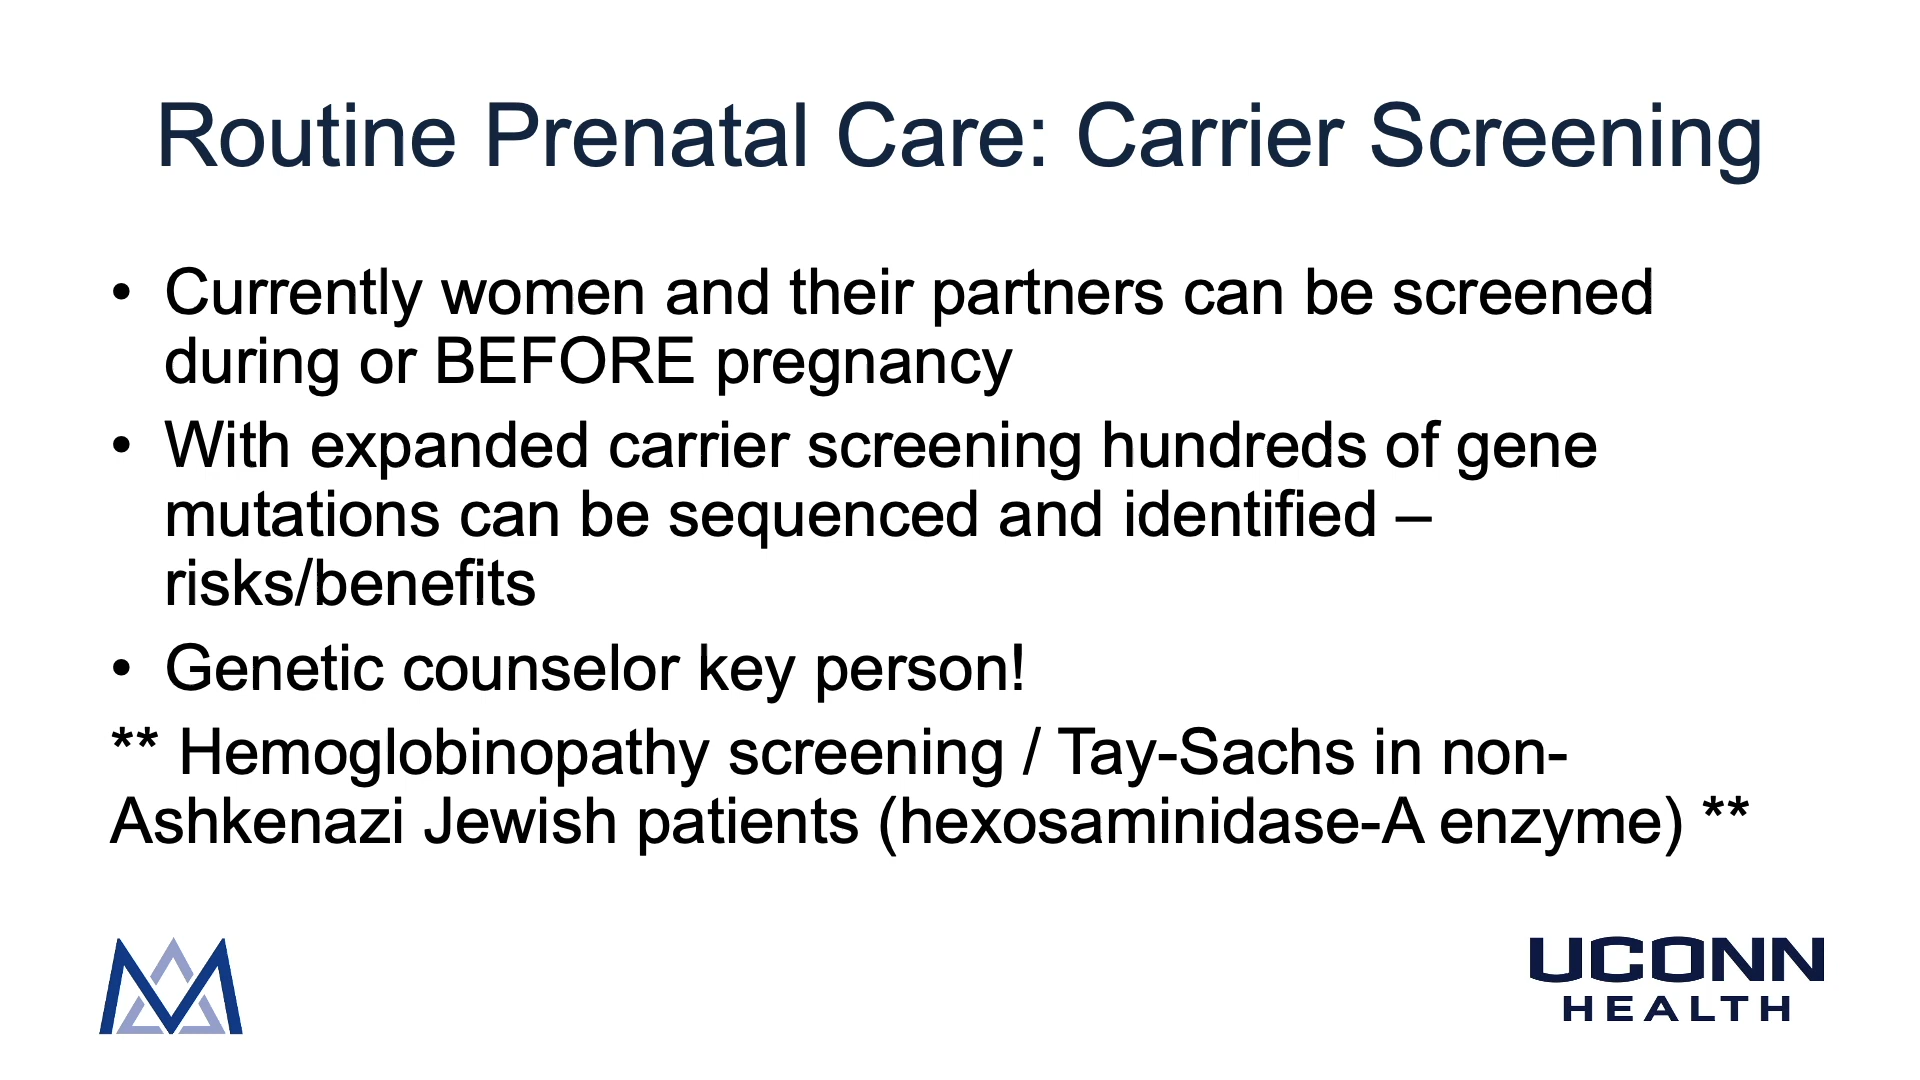 Routine Prenatal Care: Carrier Screening
• Currently women and their partners can be screened
during or BEFORE pregnancy
• With expanded carrier screening hundreds of gene
mutations can be sequenced and identified –
risks/benefits
• Genetic counselor key person!
** Hemoglobinopathy screening / Tay-Sachs in non-
Ashkenazi Jewish patients (hexosaminidase-A enzyme) **
UCONN
HEALTH